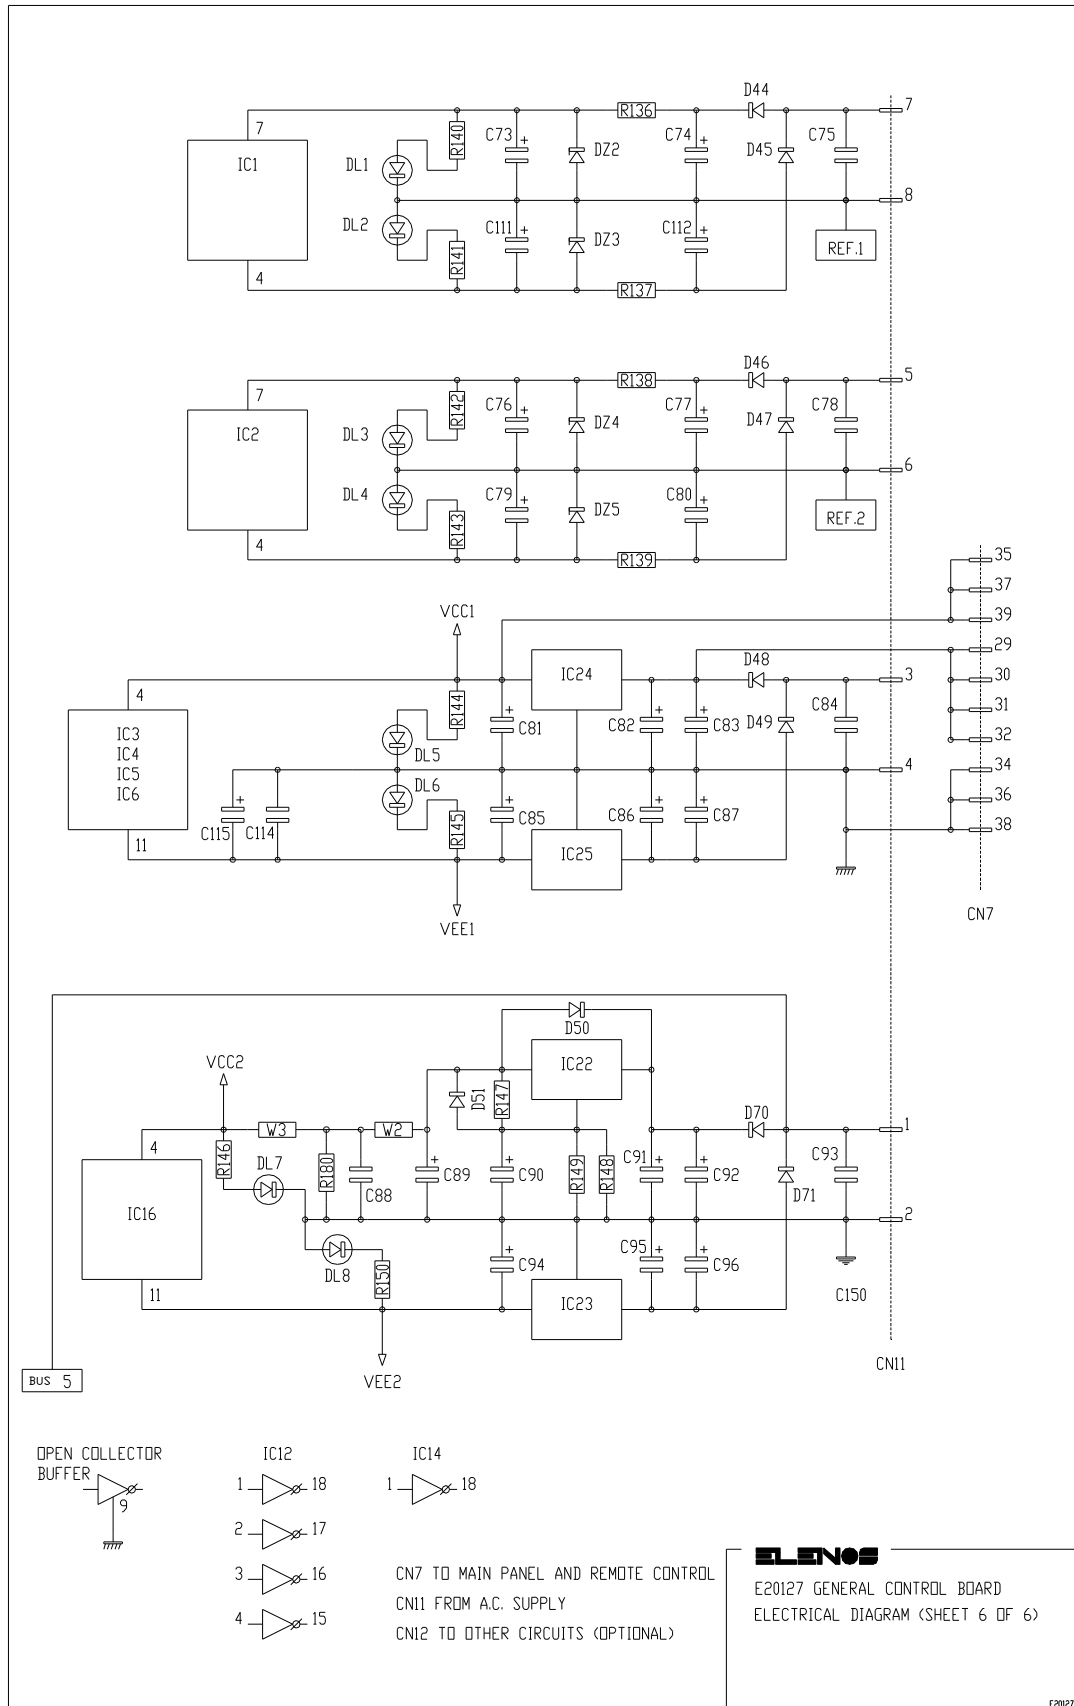 D44
7
R136
7
R140
C73 +
C74 +
C75
IC1
DL1
DZ2
D45
8
DL2
C111 +
DZ3
C112 +
REF.1
R141
4
R137
D46
5
R138
7
R142
C76 +
C77 +
C78
IC2
DL3
DZ4
D47
6
DL4
C79 +
DZ5
C80 +
REF.2
R143
4
R139
35
37
VCC1
39
29
D48
IC24
3
30
4
R144
C84
31
IC3
IC4
IC5
IC6
+ C81
C82 +
+ C83
D49
32
DL5
4
34
DL6
36
+
C115
C114
R145
+ C85
C86 +
+ C87
38
11
IC25
CN7
VEE1
D50
VCC2
IC22
D51
R147
D70
1
4
W3
W2
R146
DL7
R180
C88
+ C89
+ C90
R149
R148
C91 +
+ C92
C93
D71
IC16
2
DL8
R150
+ C94
C95 +
+ C96
11
IC23
C150
CN11
VEE2
BUS 5
OPEN COLLECTOR
BUFFER
9
IC12
1 18
2 17
3 16
4 15
IC14
1 18
CN7 TO MAIN PANEL AND REMOTE CONTROL
CN11 FROM A.C. SUPPLY
CN12 TO OTHER CIRCUITS (OPTIONAL)
ELENOS
E20127 GENERAL CONTROL BOARD
ELECTRICAL DIAGRAM (SHEET 6 OF 6)
E20127